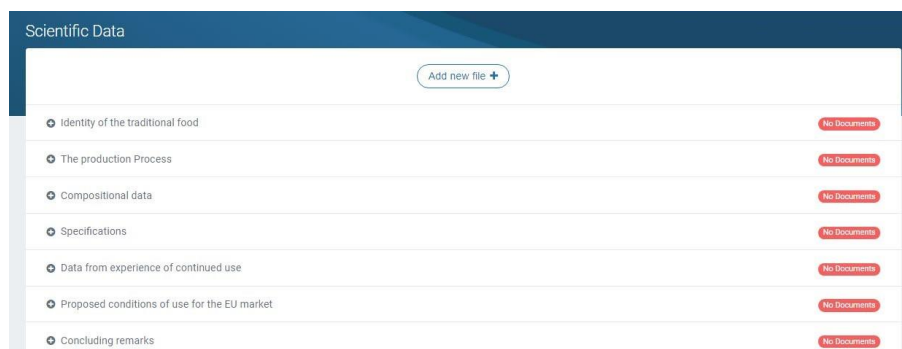 Scientific Data
Add new file +
Identity of the traditional food No Documents
The production Process No Documents
Compositional data No Documents
Specifications No Documents
Data from experience of continued use No Documents
Proposed conditions of use for the EU market No Documents
Concluding remarks No Documents